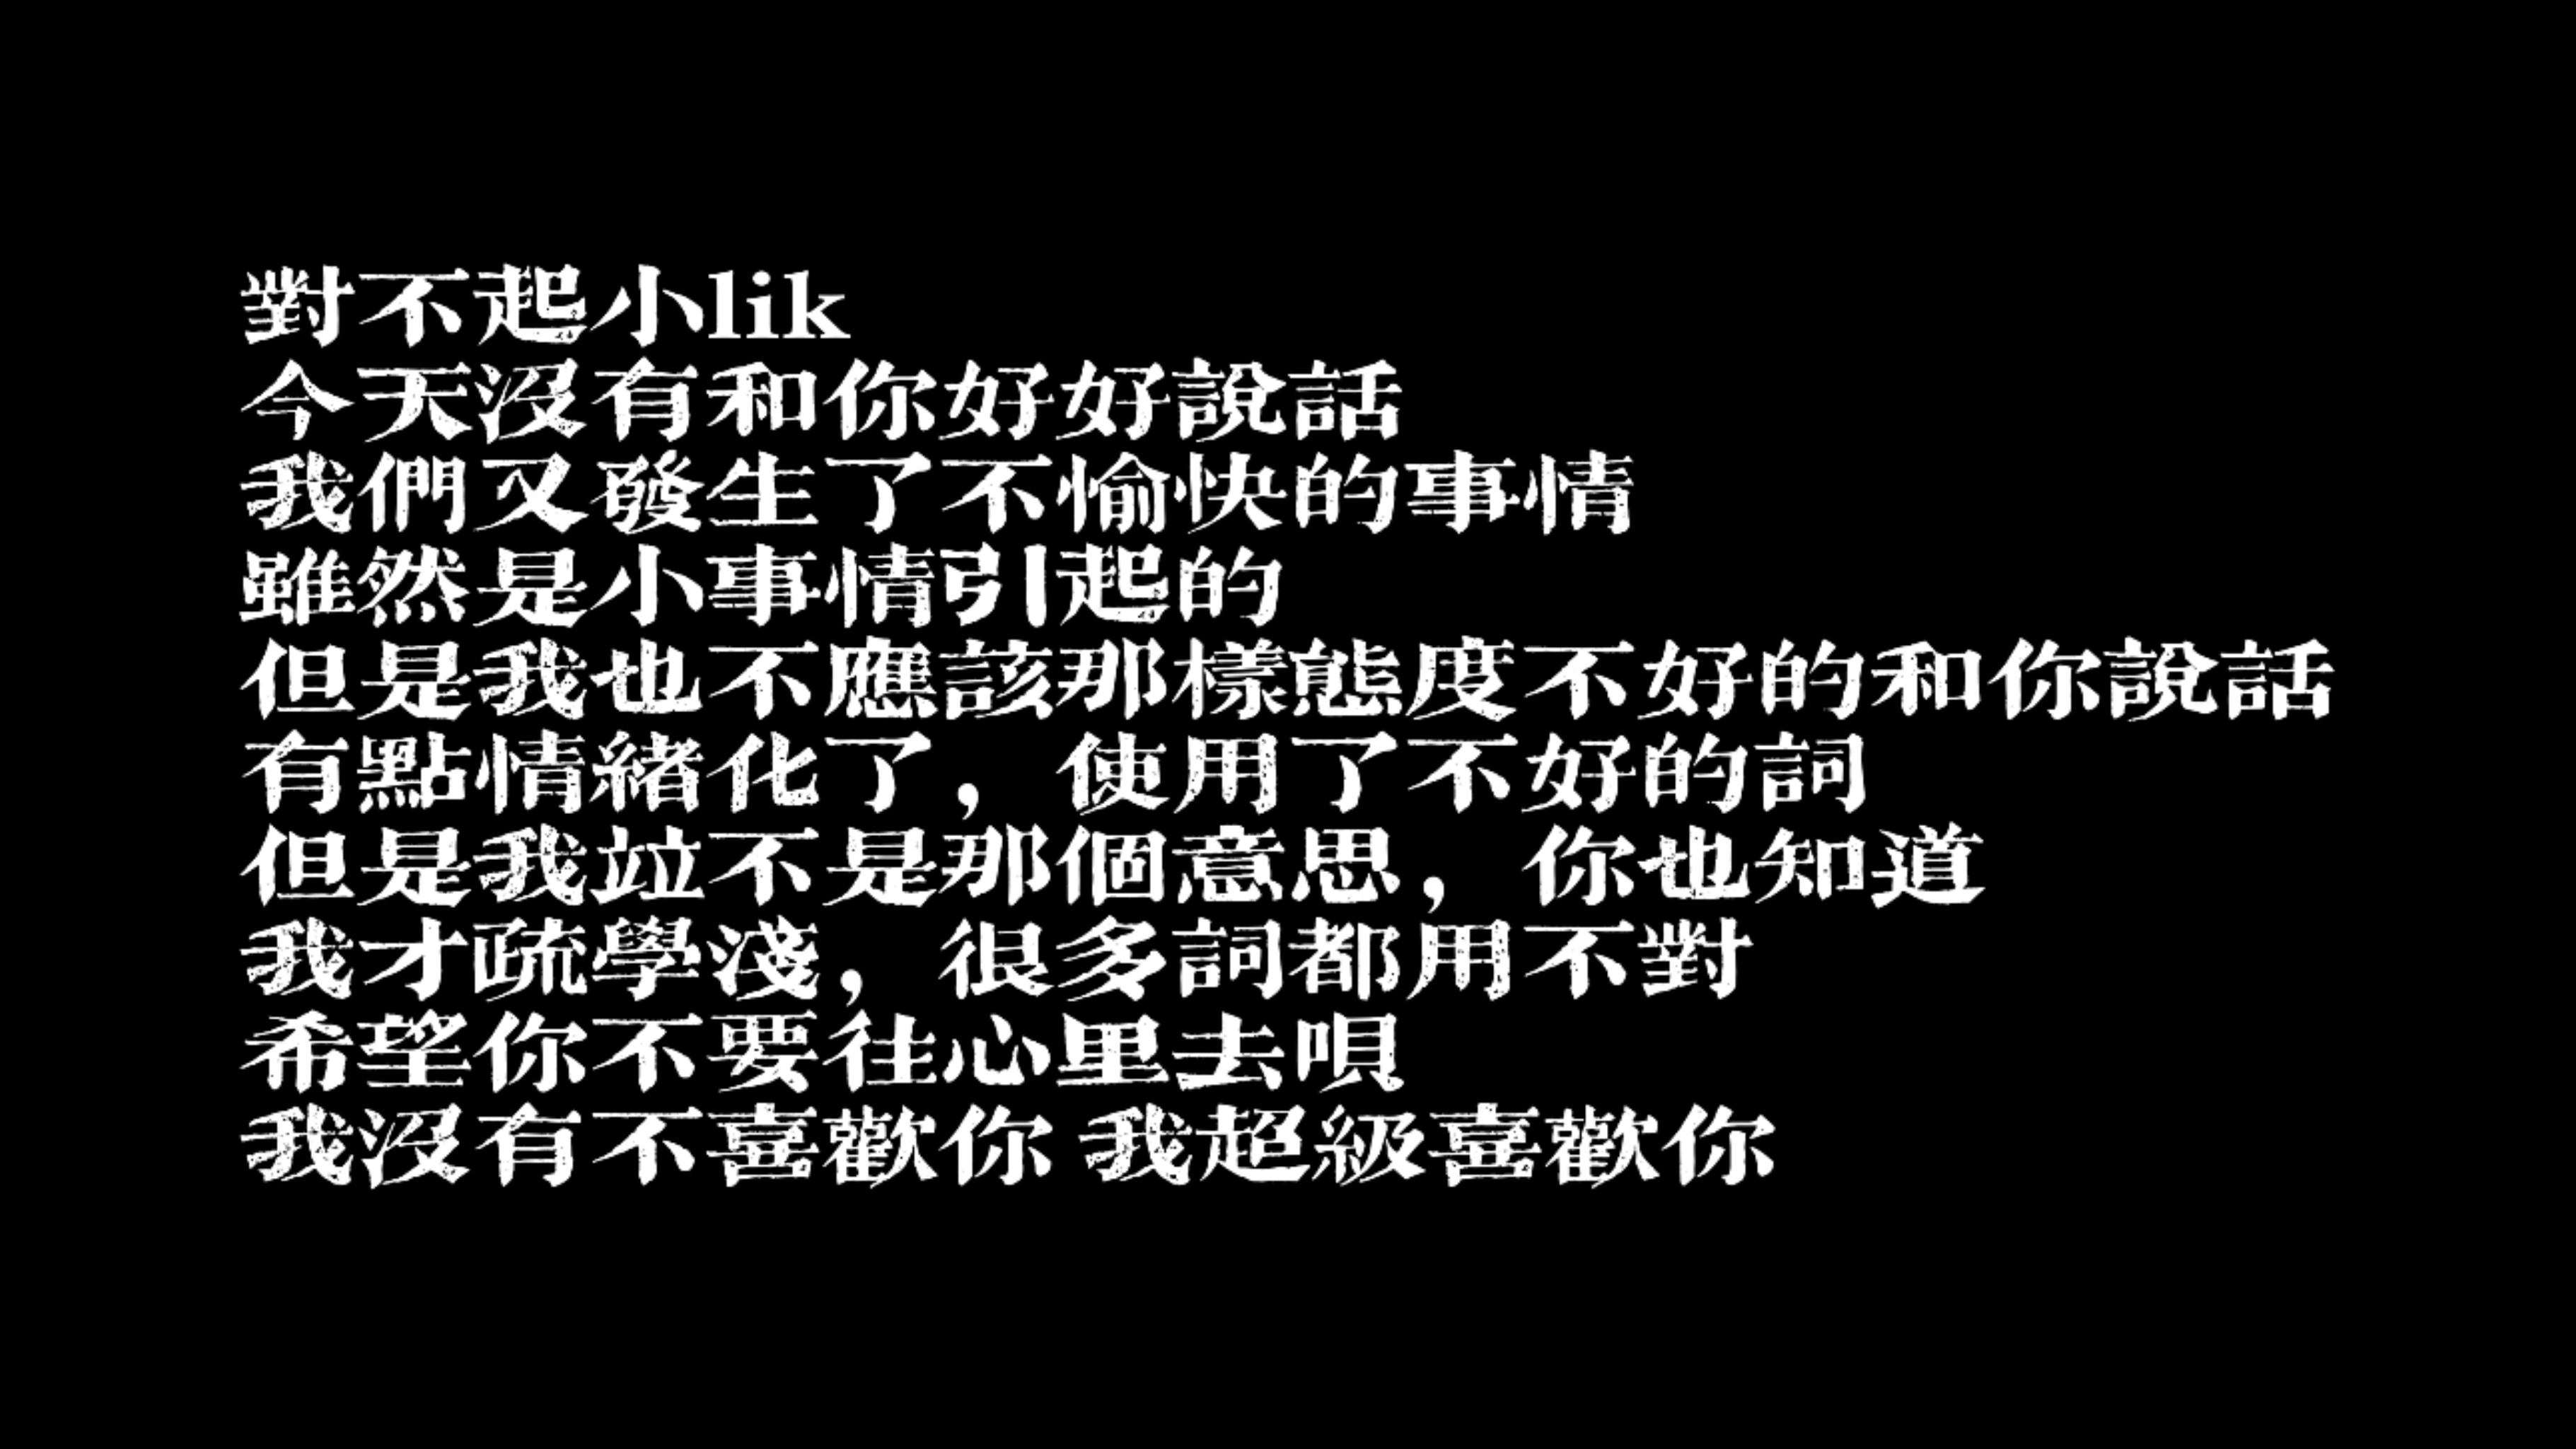 對不起小lik
今天沒有和你好好說話
我們又發生了不愉快的事情
雖然是小事情引起的
但是我也不應該那樣態度不好的和你說話
有點情緒化了，使用了不好的詞
但是我竝不是那個意思，你也知道
我才疏學淺，很多詞都用不對
希望你不要往心里去唄
我沒有不喜歡你 我超級喜歡你